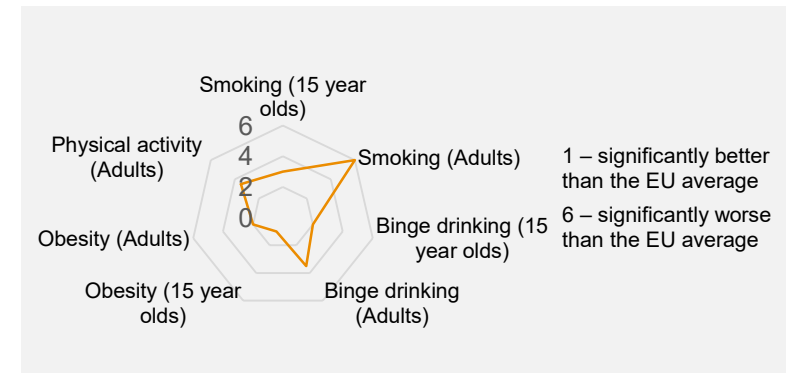 Smoking (15 year
olds)
6
Physical activity
(Adults)
4
Smoking (Adults)
1 – significantly better
than the EU average
2
0
Binge drinking (15
year olds)
6 – significantly worse
than the EU average
Obesity (Adults)
Obesity (15 year
olds)
Binge drinking
(Adults)